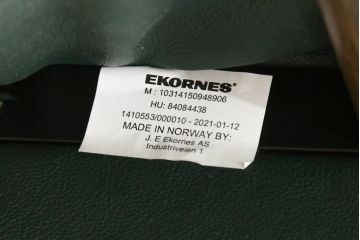 EKORNES®
M : 10314150948906
HU: 84084438
1410553/000010 - 2021-01-12
MADE IN NORWAY BY:
J. E Ekornes AS
Industriveien 1